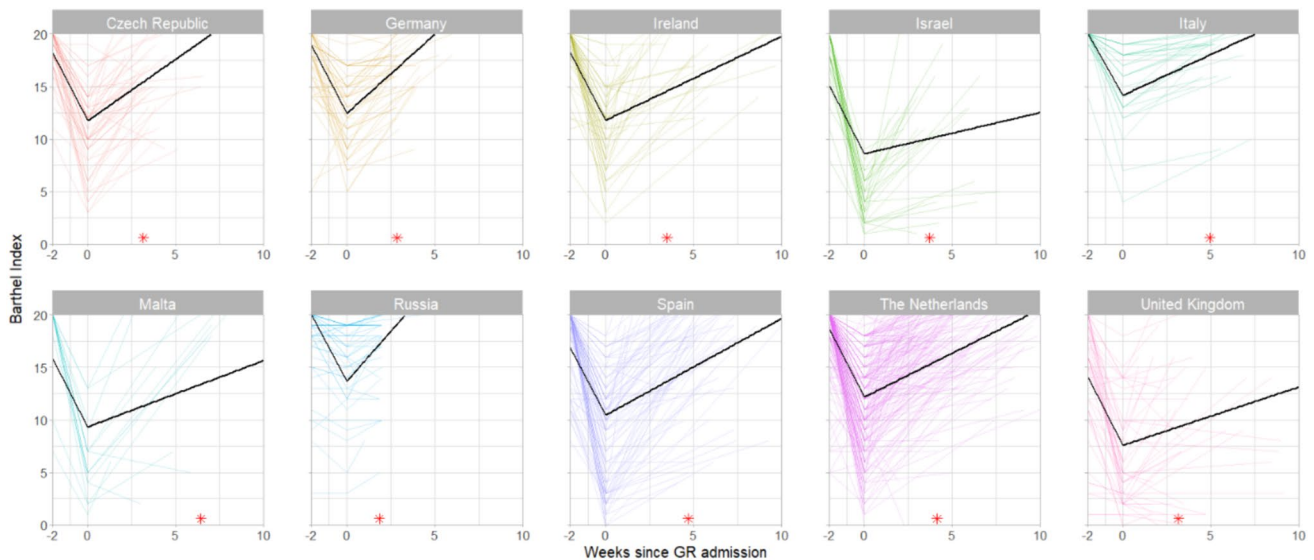 Czech Republic Germany Ireland Israel Italy
20 15 10 5 0
-2 0 5 10 -2 0 5 10 -2 0 5 10 -2 0 5 10 -2 0 5 10
Barthel Index
Malta Russia Spain The Netherlands United Kingdom
20 15 10 5 0
-2 0 5 10 -2 0 5 10 -2 0 5 10 -2 0 5 10 -2 0 5 10
Weeks since GR admission